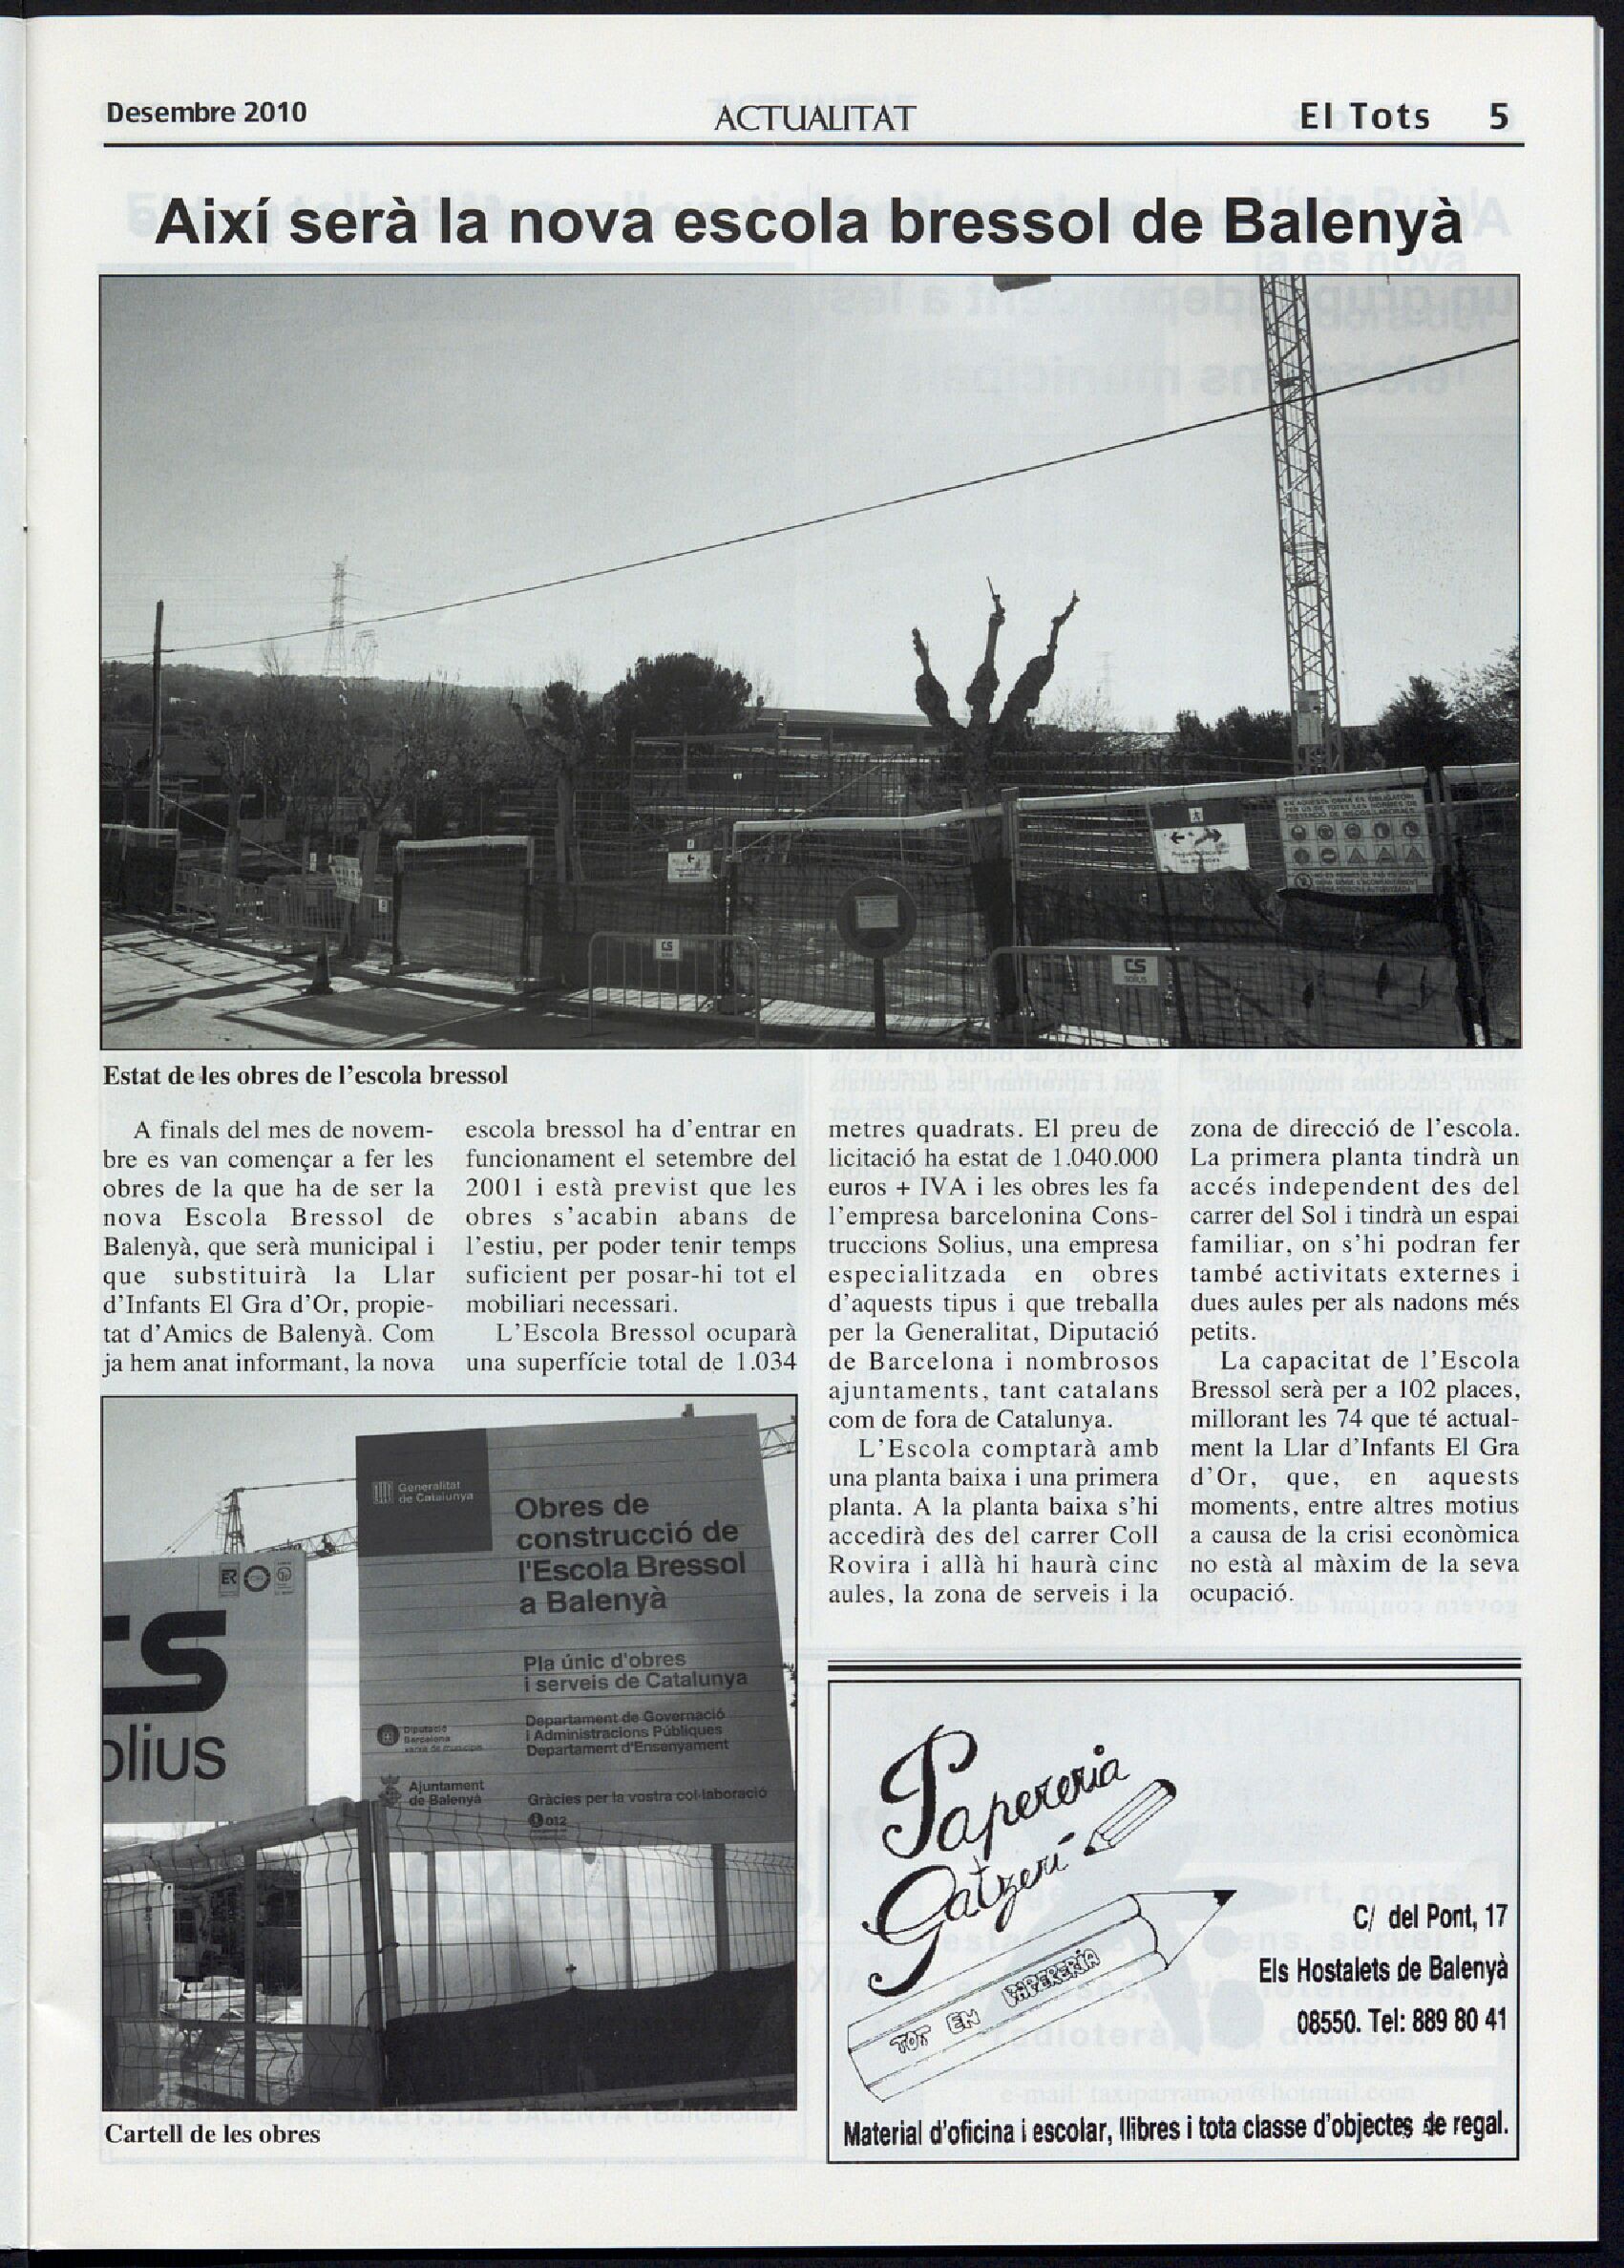 Desembre 2010
ACTUALITAT
El Tots 5
Així serà la nova escola bressol de Balenyà
CS
CS
solius
Estat de les obres de l'escola bressol
A finals del mes de novem-
bre es van començar a fer les
obres de la que ha de ser la
nova Escola Bressol de
Balenyà, que serà municipal i
que substituirà la Llar
d'Infants El Gra d'Or, propie-
tat d'Amics de Balenyà. Com
ja hem anat informant, la nova
escola bressol ha d'entrar en
funcionament el setembre del
2001 i està previst que les
obres s'acabin abans de
l'estiu, per poder tenir temps
suficient per posar-hi tot el
mobiliari necessari.
L'Escola Bressol ocuparà
una superfície total de 1.034
metres quadrats. El preu de
licitació ha estat de 1.040.000
euros + IVA i les obres les fa
l'empresa barcelonina Cons-
truccions Solius, una empresa
especialitzada en obres
d'aquests tipus i que treballa
per la Generalitat, Diputació
de Barcelona i nombrosos
ajuntaments, tant catalans
com de fora de Catalunya.
L'Escola comptarà amb
una planta baixa i una primera
planta. A la planta baixa s'hi
accedirà des del carrer Coll
Rovira i allà hi haurà cinc
aules, la zona de serveis i la
zona de direcció de l'escola.
La primera planta tindrà un
accés independent des del
carrer del Sol i tindrà un espai
familiar, on s'hi podran fer
també activitats externes i
dues aules per als nadons més
petits.
La capacitat de l'Escola
Bressol serà per a 102 places,
millorant les 74 que té actual-
ment la Llar d'Infants El Gra
d'Or, que, en aquests
moments, entre altres motius
a causa de la crisi econòmica
no està al màxim de la seva
ocupació.
Generalitat
de Catalunya
Obres de
construcció de
l'Escola Bressol
a Balenyà
Pla únic d'obres
i serveis de Catalunya
Departament de Governació
i Administracions Públiques
Departament d'Ensenyament
Diputació
Barcelona
xarxa de municipis
Ajuntament
de Balenyà
Gràcies per la vostra col·laboració
012
ER
CS
olius
Cartell de les obres
Papereria
Gatzerí
TOT EN PAPERERÍA
C/ del Pont, 17
Els Hostalets de Balenyà
08550. Tel: 889 80 41
Material d'oficina i escolar, llibres i tota classe d'objectes de regal.